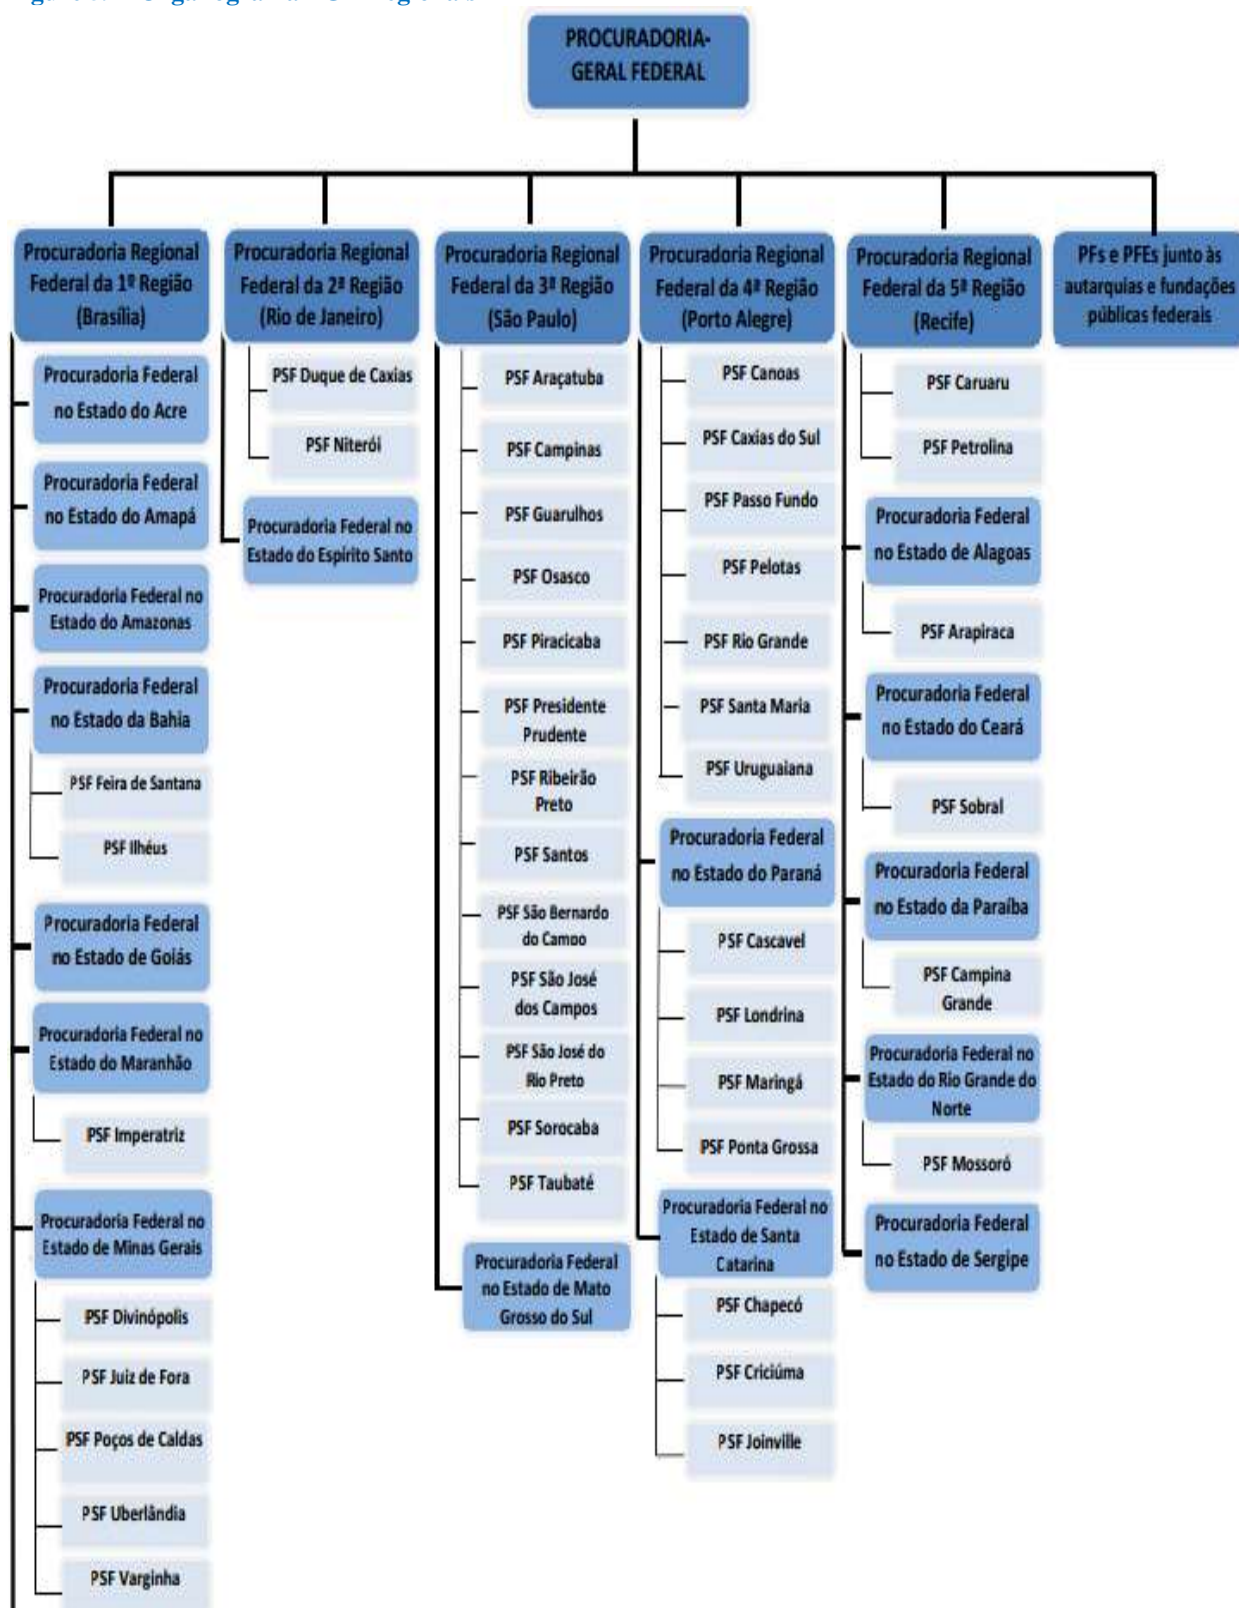 PROCURADORIA-
GERAL FEDERAL
Procuradoria Regional
Federal da 1ª Região
(Brasília)
Procuradoria Federal
no Estado do Acre
Procuradoria Federal
no Estado do Amapá
Procuradoria Federal no
Estado do Amazonas
Procuradoria Federal
no Estado da Bahia
PSF Feira de Santana
PSF Ilhéus
Procuradoria Federal
no Estado de Goiás
Procuradoria Federal no
Estado do Maranhão
PSF Imperatriz
Procuradoria Federal no
Estado de Minas Gerais
PSF Divinópolis
PSF Juiz de Fora
PSF Poços de Caldas
PSF Uberlândia
PSF Varginha
Procuradoria Regional
Federal da 2ª Região
(Rio de Janeiro)
PSF Duque de Caxias
PSF Niterói
Procuradoria Federal no
Estado do Espírito Santo
Procuradoria Regional
Federal da 3ª Região
(São Paulo)
PSF Araçatuba
PSF Campinas
PSF Guarulhos
PSF Osasco
PSF Piracicaba
PSF Presidente
Prudente
PSF Ribeirão
Preto
PSF Santos
PSF São Bernardo
do Campo
PSF São José
dos Campos
PSF São José do
Rio Preto
PSF Sorocaba
PSF Taubaté
Procuradoria Federal
no Estado de Mato
Grosso do Sul
Procuradoria Regional
Federal da 4ª Região
(Porto Alegre)
PSF Canoas
PSF Caxias do Sul
PSF Passo Fundo
PSF Pelotas
PSF Rio Grande
PSF Santa Maria
PSF Uruguaiana
Procuradoria Federal
no Estado do Paraná
PSF Cascavel
PSF Londrina
PSF Maringá
PSF Ponta Grossa
Procuradoria Federal no
Estado de Santa
Catarina
PSF Chapecó
PSF Criciúma
PSF Joinville
Procuradoria Regional
Federal da 5ª Região
(Recife)
PSF Caruaru
PSF Petrolina
Procuradoria Federal
no Estado de Alagoas
PSF Arapiraca
Procuradoria Federal
no Estado do Ceará
PSF Sobral
Procuradoria Federal
no Estado da Paraíba
PSF Campina
Grande
Procuradoria Federal no
Estado do Rio Grande do
Norte
PSF Mossoró
Procuradoria Federal
no Estado de Sergipe
PFs e PFEs junto às
autarquias e fundações
públicas federais